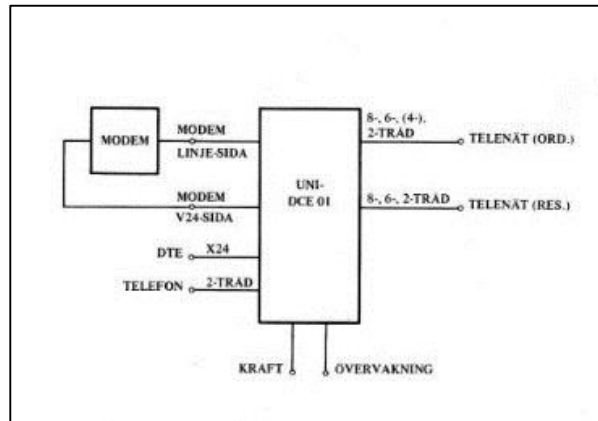 8-, 6-, (4-),
2-TRÅD
MODEM
MODEM
LINJE-SIDA
TELENÄT (ORD.)
UNI-
DCE 01
MODEM
V24-SIDA
8-, 6-, 2-TRÅD
TELENÄT (RES.)
DTE
X24
TELEFON
2-TRÅD
KRAFT
ÖVERVAKNING